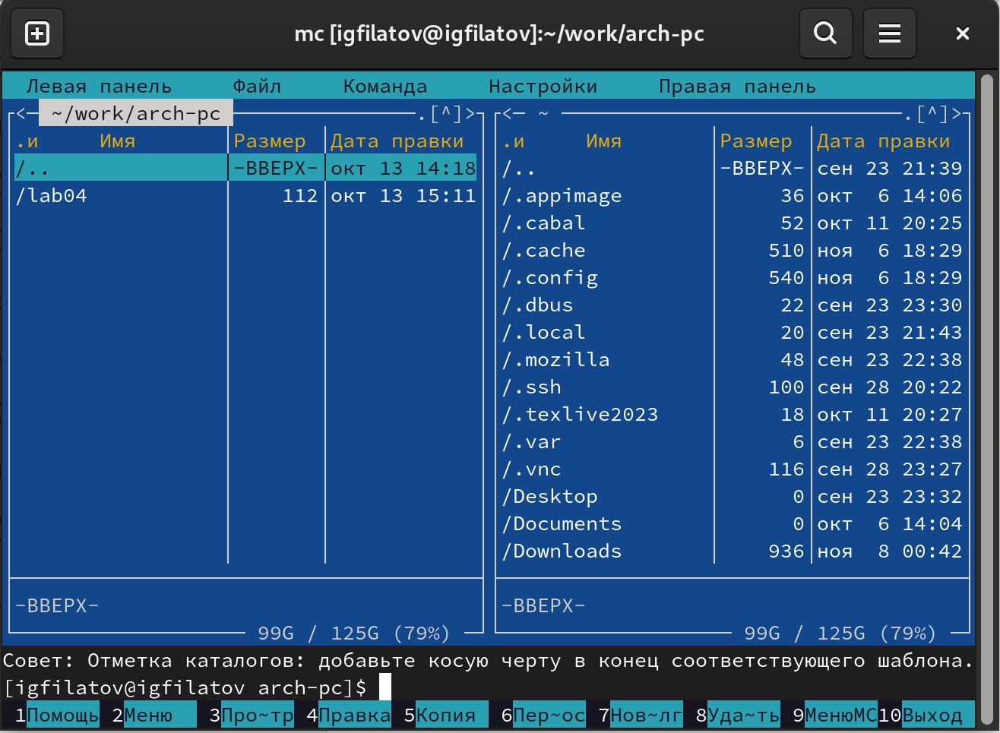 mc [igfilatov@igfilatov]:~/work/arch-pc
Левая панель Файл Команда Настройки Правая панель
<─ ~/work/arch-pc .[^]>
.и Имя Размер Дата правки
/.. -ВВЕРХ- окт 13 14:18
/lab04 112 окт 13 15:11
-ВВЕРХ-
99G / 125G (79%)
<─ ~ .[^]>
.и Имя Размер Дата правки
/.. -ВВЕРХ- сен 23 21:39
/.appimage 36 окт 6 14:06
/.cabal 52 окт 11 20:25
/.cache 510 ноя 6 18:29
/.config 540 ноя 6 18:29
/.dbus 22 сен 23 23:30
/.local 20 сен 23 21:43
/.mozilla 48 сен 23 22:38
/.ssh 100 сен 28 20:22
/.texlive2023 18 окт 11 20:27
/.var 6 сен 23 22:38
/.vnc 116 сен 28 23:27
/Desktop 0 сен 23 23:32
/Documents 0 окт 6 14:04
/Downloads 936 ноя 8 00:42
-ВВЕРХ-
99G / 125G (79%)
Совет: Отметка каталогов: добавьте косую черту в конец соответствующего шаблона.
[igfilatov@igfilatov arch-pc]$
1Помощь 2Меню 3Про~тр 4Правка 5Копия 6Пер~ос 7Нов~лг 8Уда~ть 9МенюMC 10Выход